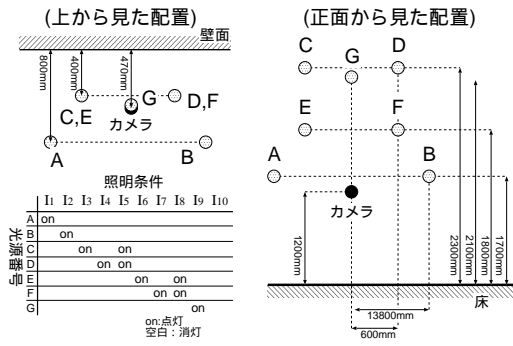 (上から見た配置)
壁面
800mm
400mm
470mm
G
D,F
C,E
カメラ
A
B
照明条件
I1 I2 I3 I4 I5 I6 I7 I8 I9 I10
光源番号
A on
B on
C on on
D on on
E on on
F on on
G on
on:点灯
空白：消灯
(正面から見た配置)
C
D
G
E
F
A
B
カメラ
1200mm
2300mm
2100mm
1800mm
1700mm
床
13800mm
600mm